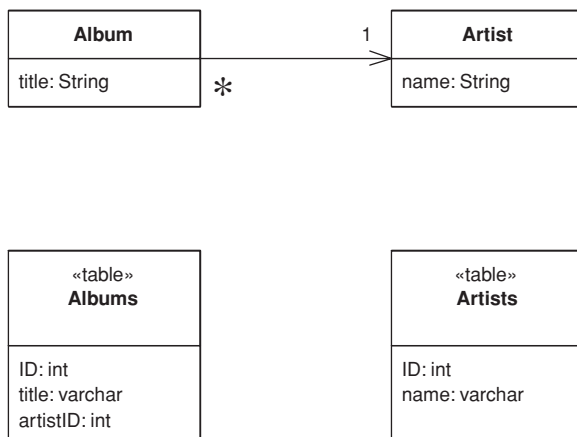 Album
title: String
1
*
Artist
name: String
«table»
Albums
ID: int
title: varchar
artistID: int
«table»
Artists
ID: int
name: varchar